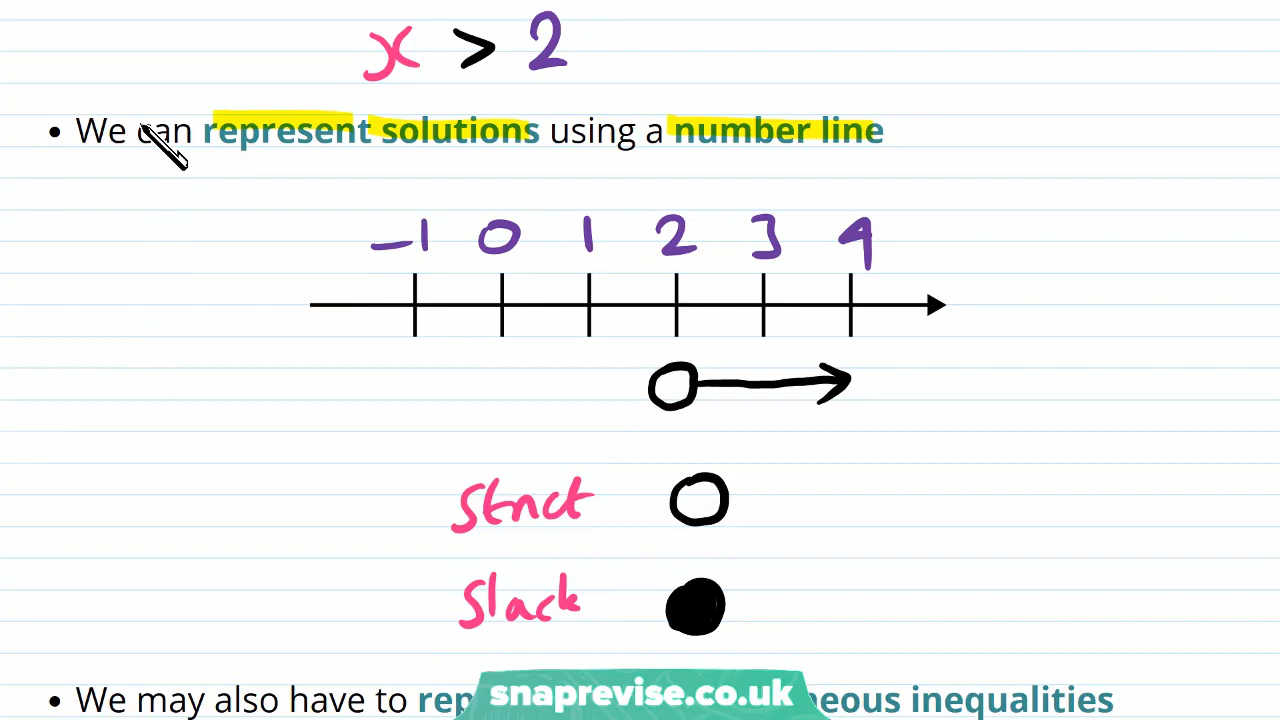 x > 2
• We can represent solutions using a number line
-1 0 1 2 3 4
Strict
Slack
• We may also have to rep
neous inequalities
snaprevise.co.uk